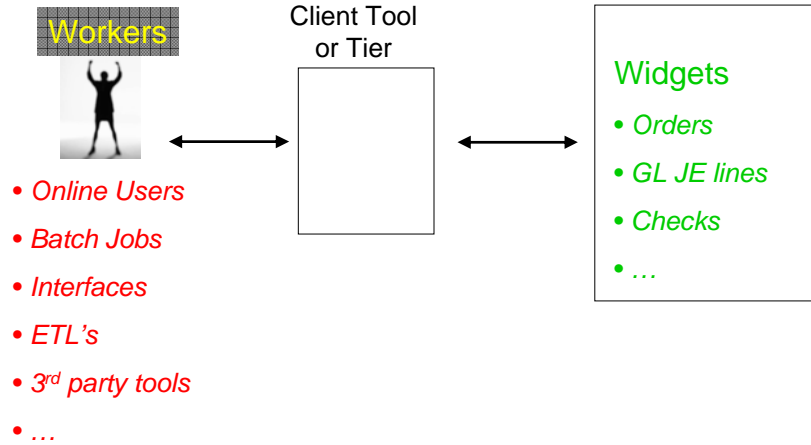 Workers
• Online Users
• Batch Jobs
• Interfaces
• ETL’s
• 3rd party tools
• ...
Client Tool
or Tier
Widgets
• Orders
• GL JE lines
• Checks
• ...